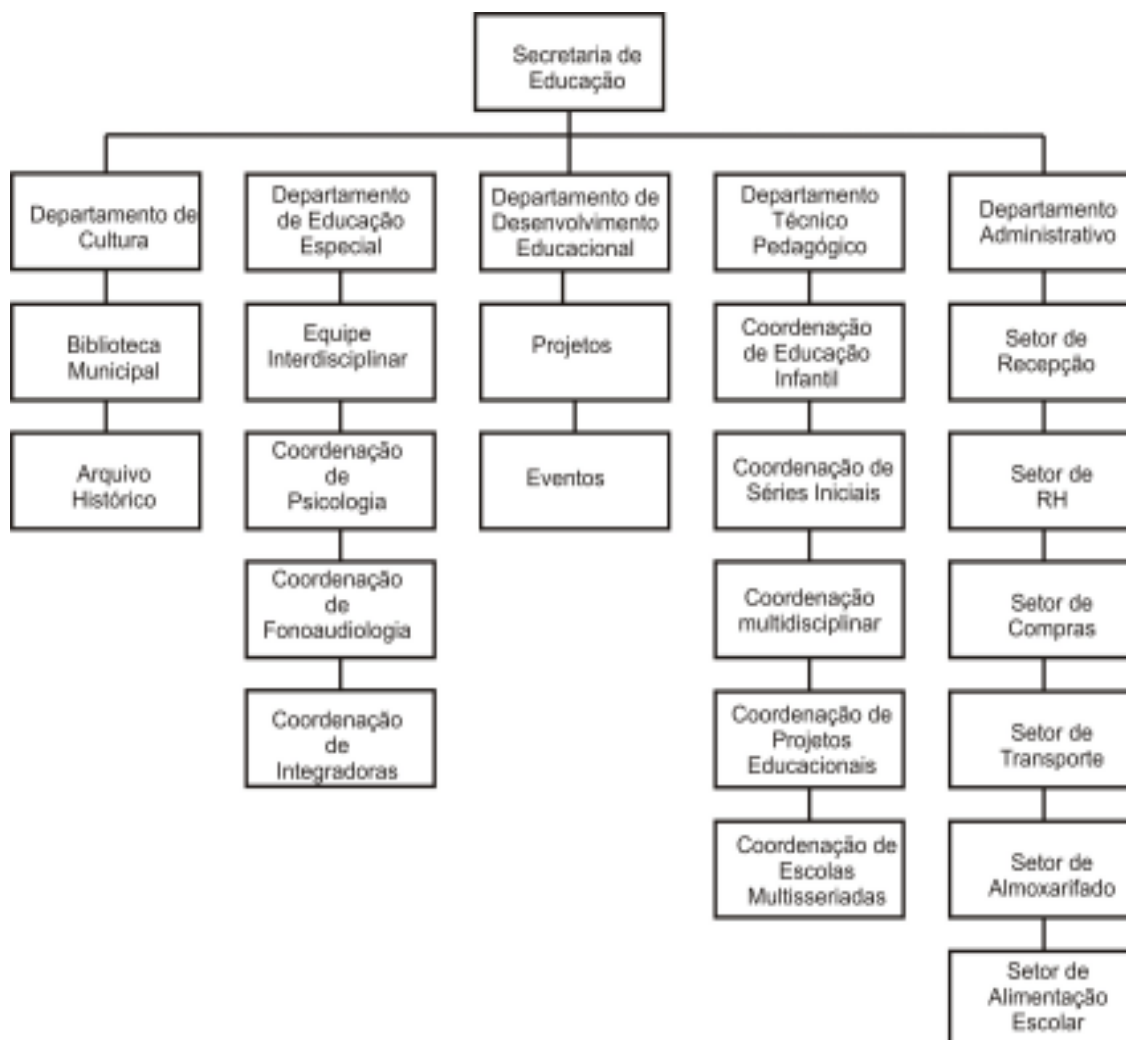 Secretaria de
Educação
Departamento de
Cultura
Departamento
de Educação
Especial
Departamento de
Desenvolvimento
Educacional
Departamento
Técnico
Pedagógico
Departamento
Administrativo
Biblioteca
Municipal
Equipe
Interdisciplinar
Projetos
Coordenação
de Educação
Infantil
Setor de
Recepção
Arquivo
Histórico
Coordenação
de
Psicologia
Eventos
Coordenação de
Séries Iniciais
Setor de
RH
Coordenação
de
Fonoaudiologia
Coordenação
multidisciplinar
Setor de
Compras
Coordenação
de
Integradoras
Coordenação de
Projetos
Educacionais
Setor de
Transporte
Coordenação de
Escolas
Multisseriadas
Setor de
Almoxarifado
Setor de
Alimentação
Escolar